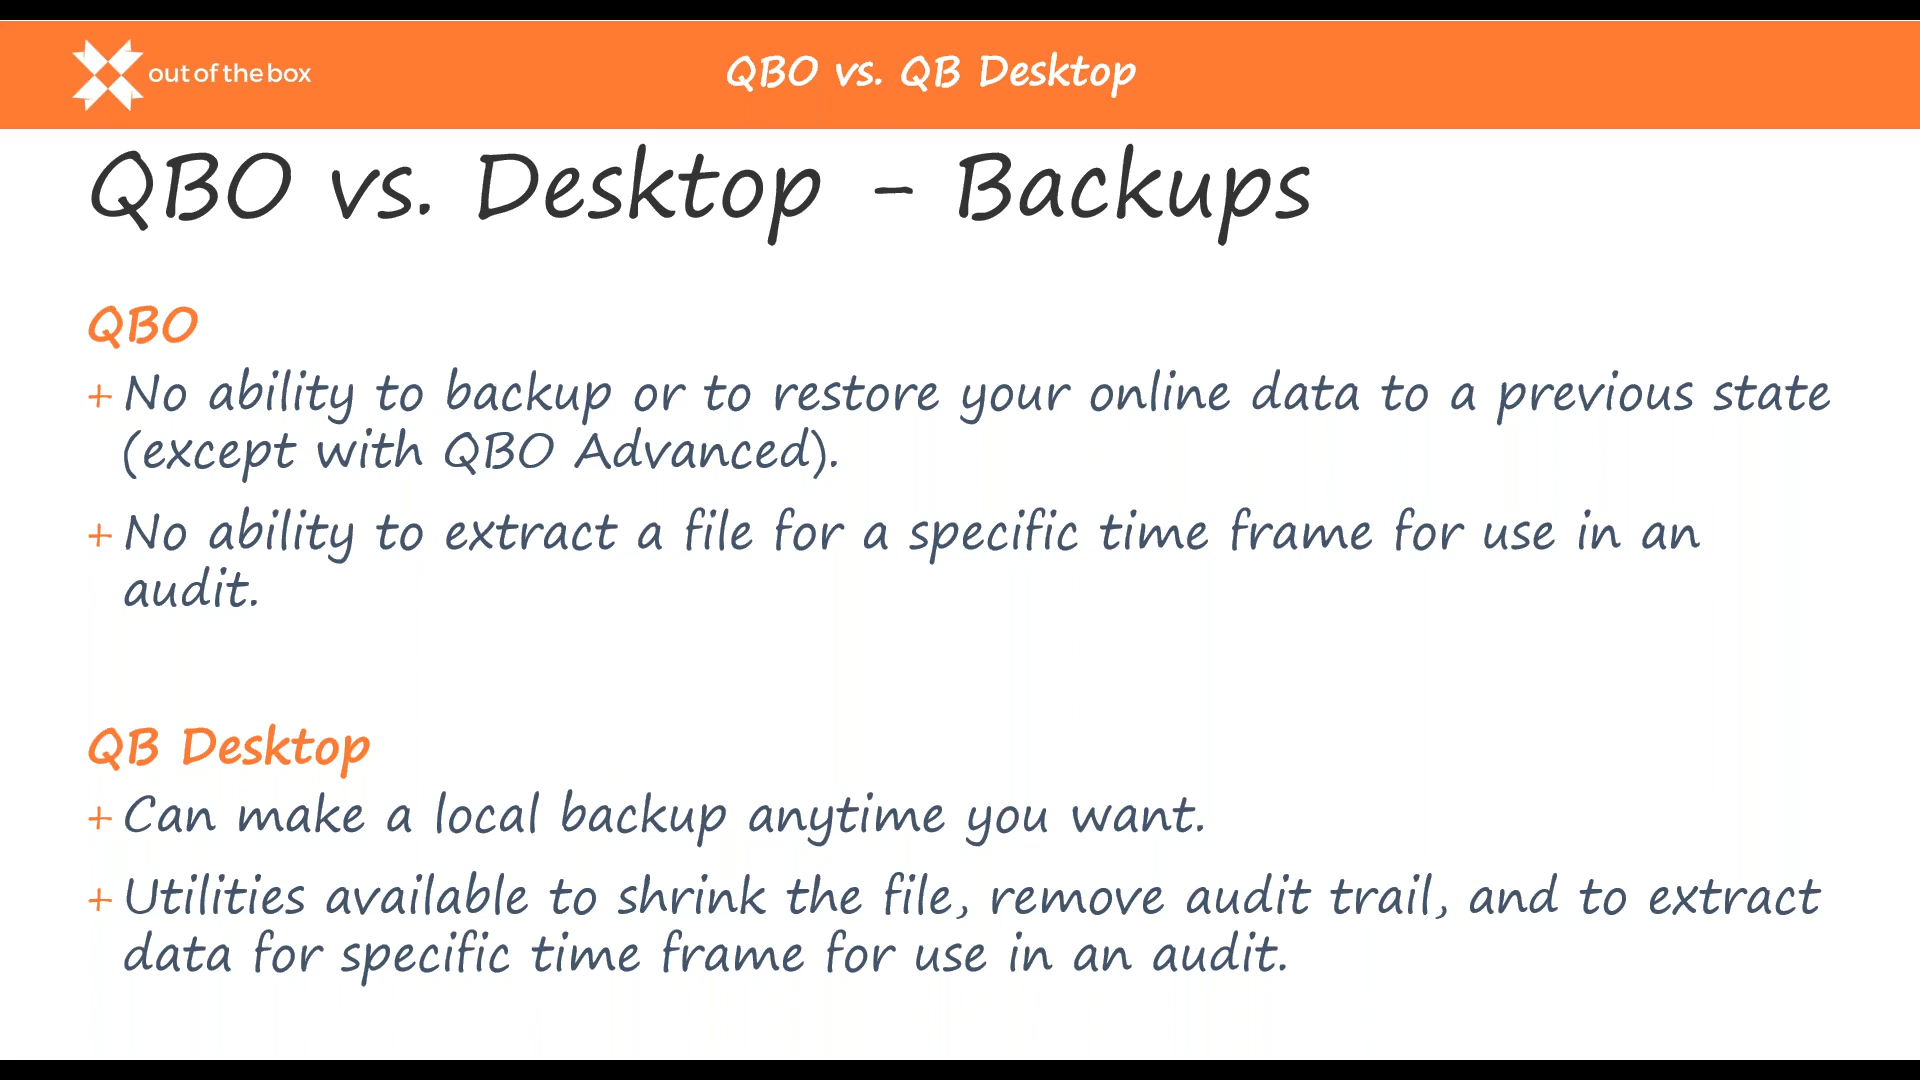 out of the box
QBO vs. QB Desktop
QBO vs. Desktop - Backups
QBO
+ No ability to backup or to restore your online data to a previous state
(except with QBO Advanced).
+ No ability to extract a file for a specific time frame for use in an
audit.
QB Desktop
+ Can make a local backup anytime you want.
+ Utilities available to shrink the file, remove audit trail, and to extract
data for specific time frame for use in an audit.